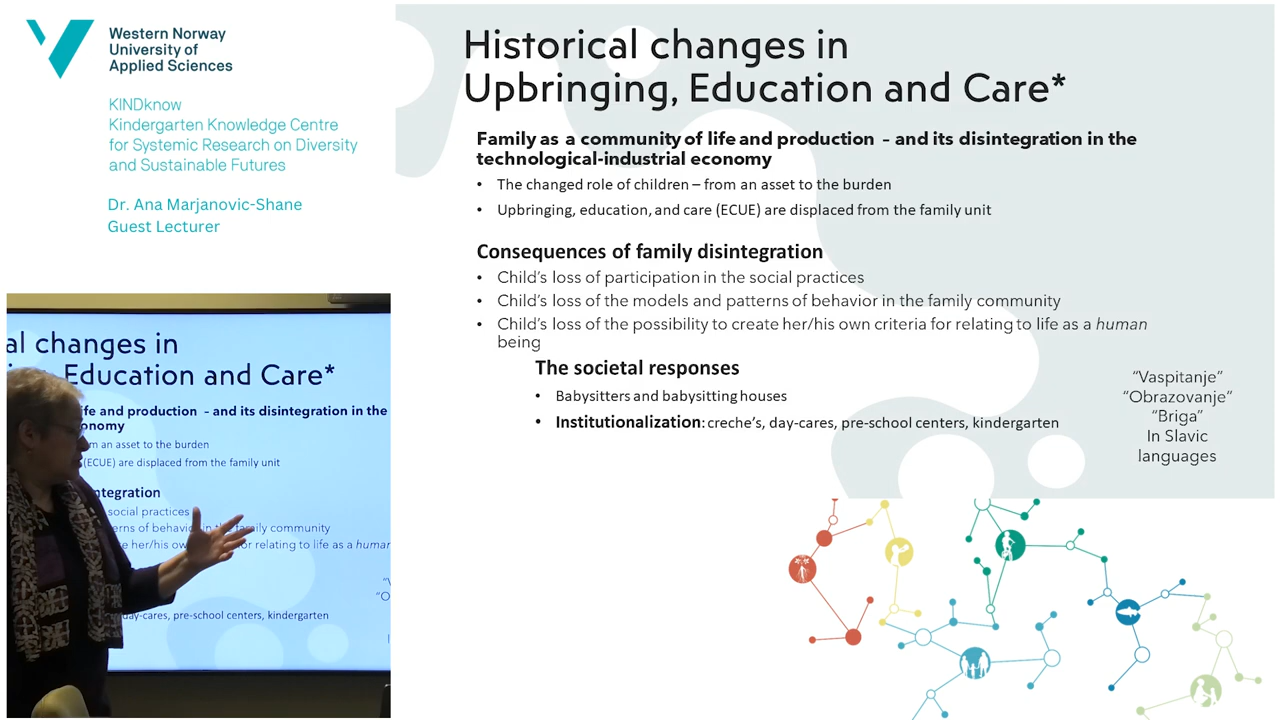 Western Norway
University of
Applied Sciences
KINDknow
Kindergarten Knowledge Centre
for Systemic Research on Diversity
and Sustainable Futures
Dr. Ana Marjanovic-Shane
Guest Lecturer
Historical changes in
Upbringing, Education and Care*
Family as a community of life and production - and its disintegration in the
technological-industrial economy
• The changed role of children – from an asset to the burden
• Upbringing, education, and care (ECUE) are displaced from the family unit
Consequences of family disintegration
• Child's loss of participation in the social practices
• Child's loss of the models and patterns of behavior in the family community
• Child's loss of the possibility to create her/his own criteria for relating to life as a human
being
The societal responses
• Babysitters and babysitting houses
• Institutionalization: creche's, day-cares, pre-school centers, kindergarten
"Vaspitanje"
"Obrazovanje"
"Briga"
In Slavic
languages
al changes in
Education and Care*
ife and production - and its disintegration in the
onomy
m an asset to the burden
(ECUE) are displaced from the family unit
ntegration
social practices
erns of behavior in the family community
her/his own for relating to life as a human
day-cares, pre-school centers, kindergarten